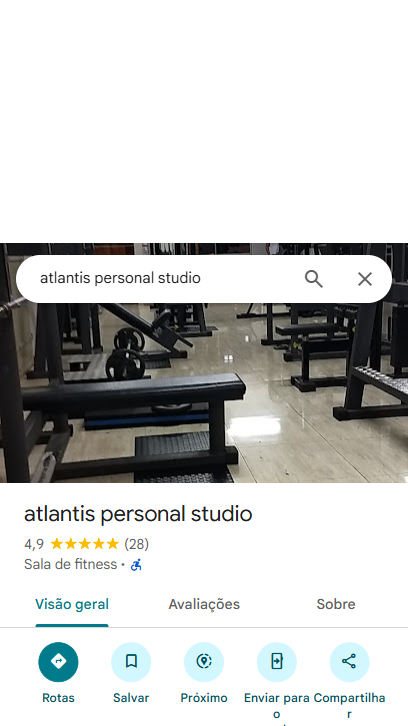 atlantis personal studio
atlantis personal studio
4,9 ★★★★★ (28)
Sala de fitness ·
Visão geral Avaliações Sobre
Rotas Salvar Próximo Enviar para o Compartilhar